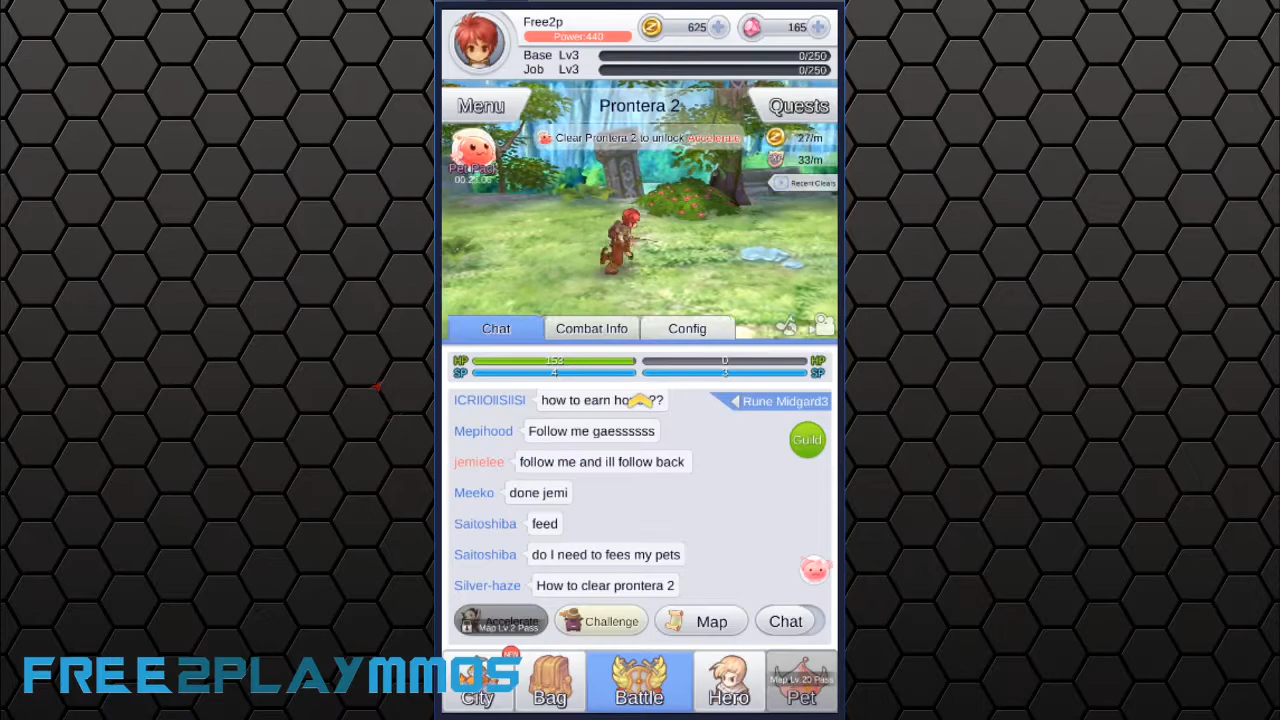 Free2p
625
165
Power:440
Base Lv3
0/250
Job Lv3
0/250
Menu
Prontera 2
Quests
Clear Prontera 2 to unlock Accelerate
27/m
33/m
Recent Clears
Chat
Combat Info
Config
HP
153
0
HP
SP
4
3
SP
how to earn
??
Rune Midgard3
Mepihood
Follow me gaessssss
Guild
jemielee
follow me and ill follow back
Meeko
done jemi
Saitoshiba
feed
Saitoshiba
do I need to fees my pets
Silver-haze
How to clear prontera 2
Accelerate
Map Lv.2 Pass
Challenge
Map
Chat
FREE2PLAYMMOS
City
Bag
Battle
Hero
Map Lv.20 Pass
Pet